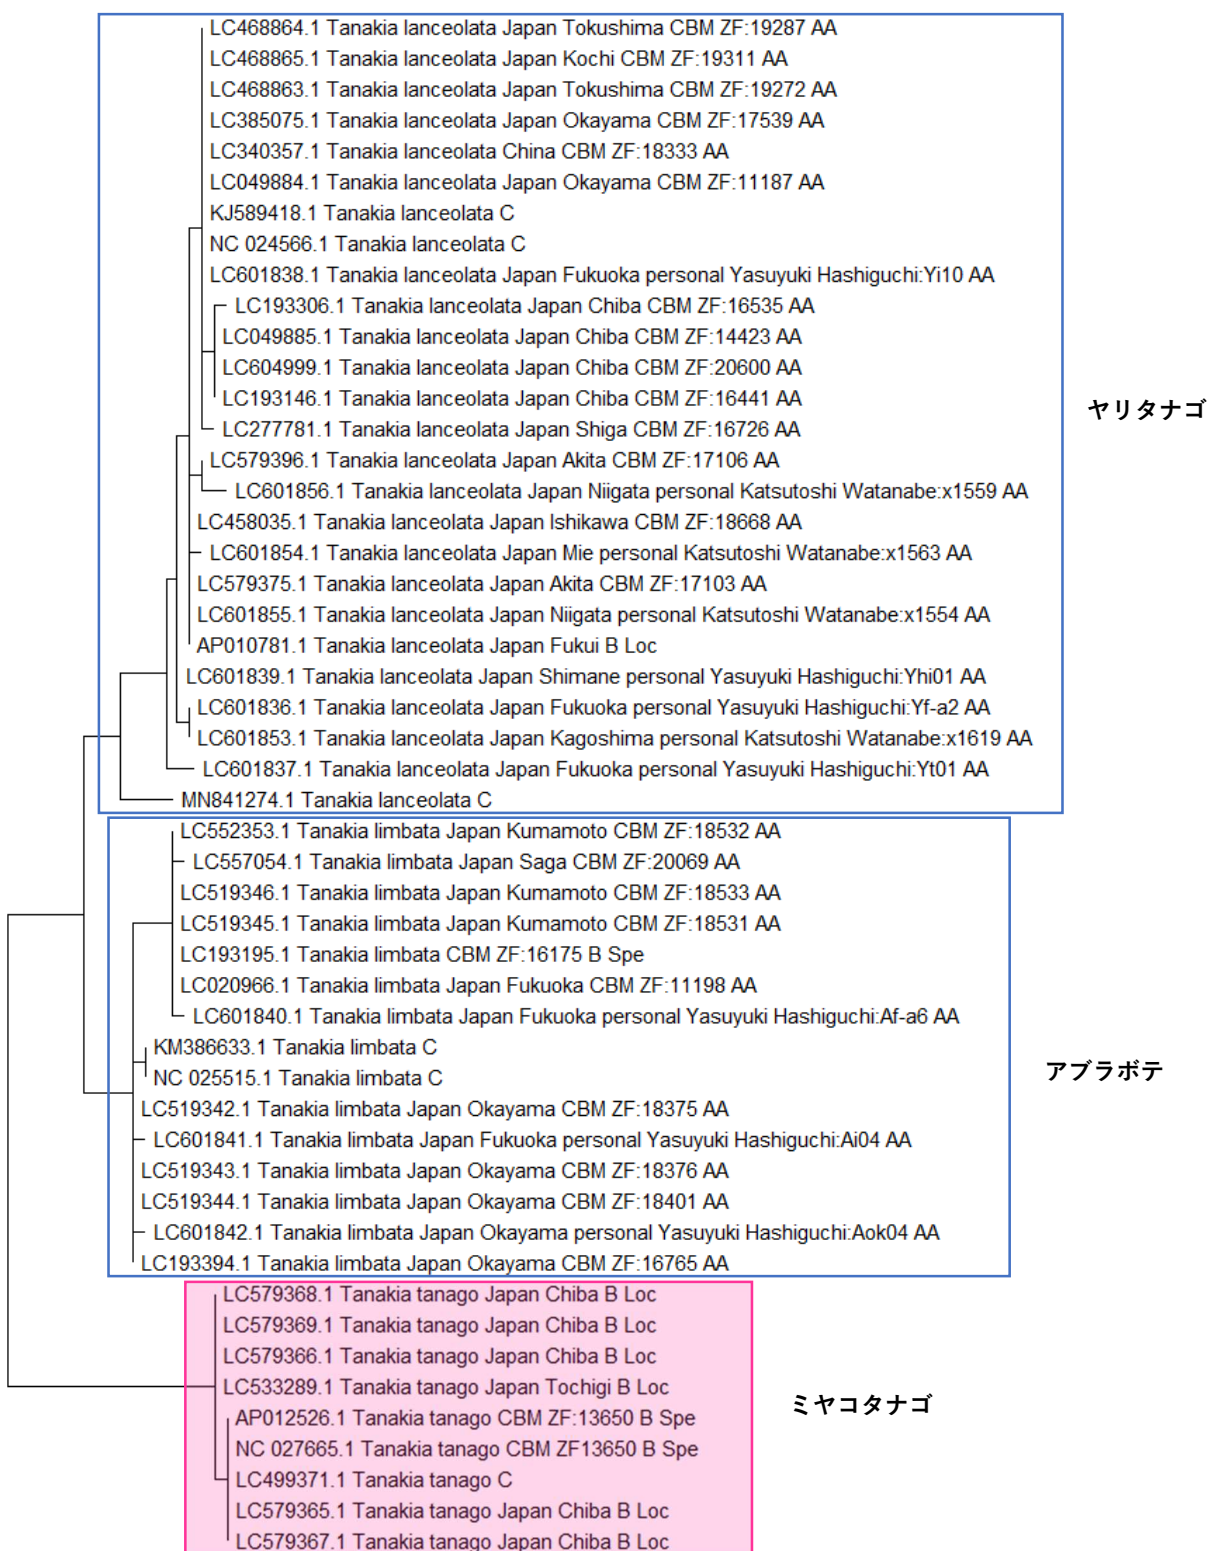 LC468864.1 Tanakia lanceolata Japan Tokushima CBM ZF:19287 AA
LC468865.1 Tanakia lanceolata Japan Kochi CBM ZF:19311 AA
LC468863.1 Tanakia lanceolata Japan Tokushima CBM ZF:19272 AA
LC385075.1 Tanakia lanceolata Japan Okayama CBM ZF:17539 AA
LC340357.1 Tanakia lanceolata China CBM ZF:18333 AA
LC049884.1 Tanakia lanceolata Japan Okayama CBM ZF:11187 AA
KJ589418.1 Tanakia lanceolata C
NC 024566.1 Tanakia lanceolata C
LC601838.1 Tanakia lanceolata Japan Fukuoka personal Yasuyuki Hashiguchi:Yi10 AA
LC193306.1 Tanakia lanceolata Japan Chiba CBM ZF:16535 AA
LC049885.1 Tanakia lanceolata Japan Chiba CBM ZF:14423 AA
LC604999.1 Tanakia lanceolata Japan Chiba CBM ZF:20600 AA
LC193146.1 Tanakia lanceolata Japan Chiba CBM ZF:16441 AA
ヤリタナゴ
LC277781.1 Tanakia lanceolata Japan Shiga CBM ZF:16726 AA
LC579396.1 Tanakia lanceolata Japan Akita CBM ZF:17106 AA
LC601856.1 Tanakia lanceolata Japan Niigata personal Katsutoshi Watanabe:x1559 AA
LC458035.1 Tanakia lanceolata Japan Ishikawa CBM ZF:18668 AA
LC601854.1 Tanakia lanceolata Japan Mie personal Katsutoshi Watanabe:x1563 AA
LC579375.1 Tanakia lanceolata Japan Akita CBM ZF:17103 AA
LC601855.1 Tanakia lanceolata Japan Niigata personal Katsutoshi Watanabe:x1554 AA
AP010781.1 Tanakia lanceolata Japan Fukui B Loc
LC601839.1 Tanakia lanceolata Japan Shimane personal Yasuyuki Hashiguchi:Yhi01 AA
LC601836.1 Tanakia lanceolata Japan Fukuoka personal Yasuyuki Hashiguchi:Yf-a2 AA
LC601853.1 Tanakia lanceolata Japan Kagoshima personal Katsutoshi Watanabe:x1619 AA
LC601837.1 Tanakia lanceolata Japan Fukuoka personal Yasuyuki Hashiguchi:Yt01 AA
MN841274.1 Tanakia lanceolata C
LC552353.1 Tanakia limbata Japan Kumamoto CBM ZF:18532 AA
LC557054.1 Tanakia limbata Japan Saga CBM ZF:20069 AA
LC519346.1 Tanakia limbata Japan Kumamoto CBM ZF:18533 AA
LC519345.1 Tanakia limbata Japan Kumamoto CBM ZF:18531 AA
LC193195.1 Tanakia limbata CBM ZF:16175 B Spe
LC020966.1 Tanakia limbata Japan Fukuoka CBM ZF:11198 AA
LC601840.1 Tanakia limbata Japan Fukuoka personal Yasuyuki Hashiguchi:Af-a6 AA
KM386633.1 Tanakia limbata C
アブラボテ
NC 025515.1 Tanakia limbata C
LC519342.1 Tanakia limbata Japan Okayama CBM ZF:18375 AA
LC601841.1 Tanakia limbata Japan Fukuoka personal Yasuyuki Hashiguchi:Ai04 AA
LC519343.1 Tanakia limbata Japan Okayama CBM ZF:18376 AA
LC519344.1 Tanakia limbata Japan Okayama CBM ZF:18401 AA
LC601842.1 Tanakia limbata Japan Okayama personal Yasuyuki Hashiguchi:Aok04 AA
LC193394.1 Tanakia limbata Japan Okayama CBM ZF:16765 AA
LC579368.1 Tanakia tanago Japan Chiba B Loc
LC579369.1 Tanakia tanago Japan Chiba B Loc
LC579366.1 Tanakia tanago Japan Chiba B Loc
LC533289.1 Tanakia tanago Japan Tochigi B Loc
ミヤコタナゴ
AP012526.1 Tanakia tanago CBM ZF:13650 B Spe
NC 027665.1 Tanakia tanago CBM ZF13650 B Spe
LC499371.1 Tanakia tanago C
LC579365.1 Tanakia tanago Japan Chiba B Loc
LC579367.1 Tanakia tanago Japan Chiba B Loc